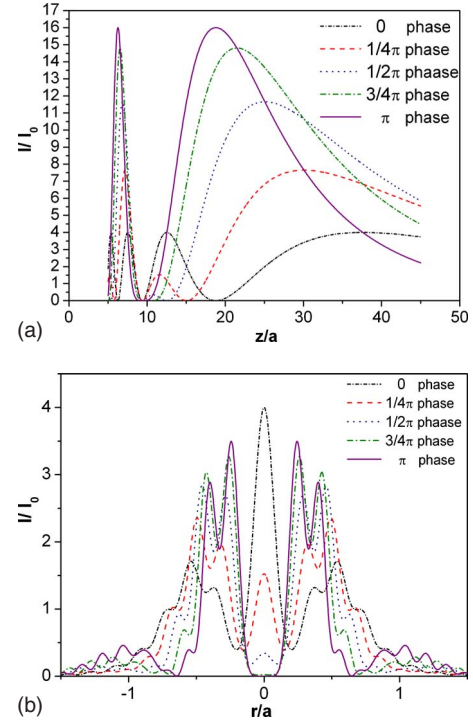 17
16
15
14
13
12
11
10
9
8
7
6
5
4
3
2
1
0
I/ I0
0 phase
1/4π phase
1/2π phaase
3/4π phase
π phase
0 10 20 30 40 50
(a)
z/a
4
3
2
1
0
I/ I0
0 phase
1/4π phase
1/2π phaase
3/4π phase
π phase
-1 0 1
(b)
r/a